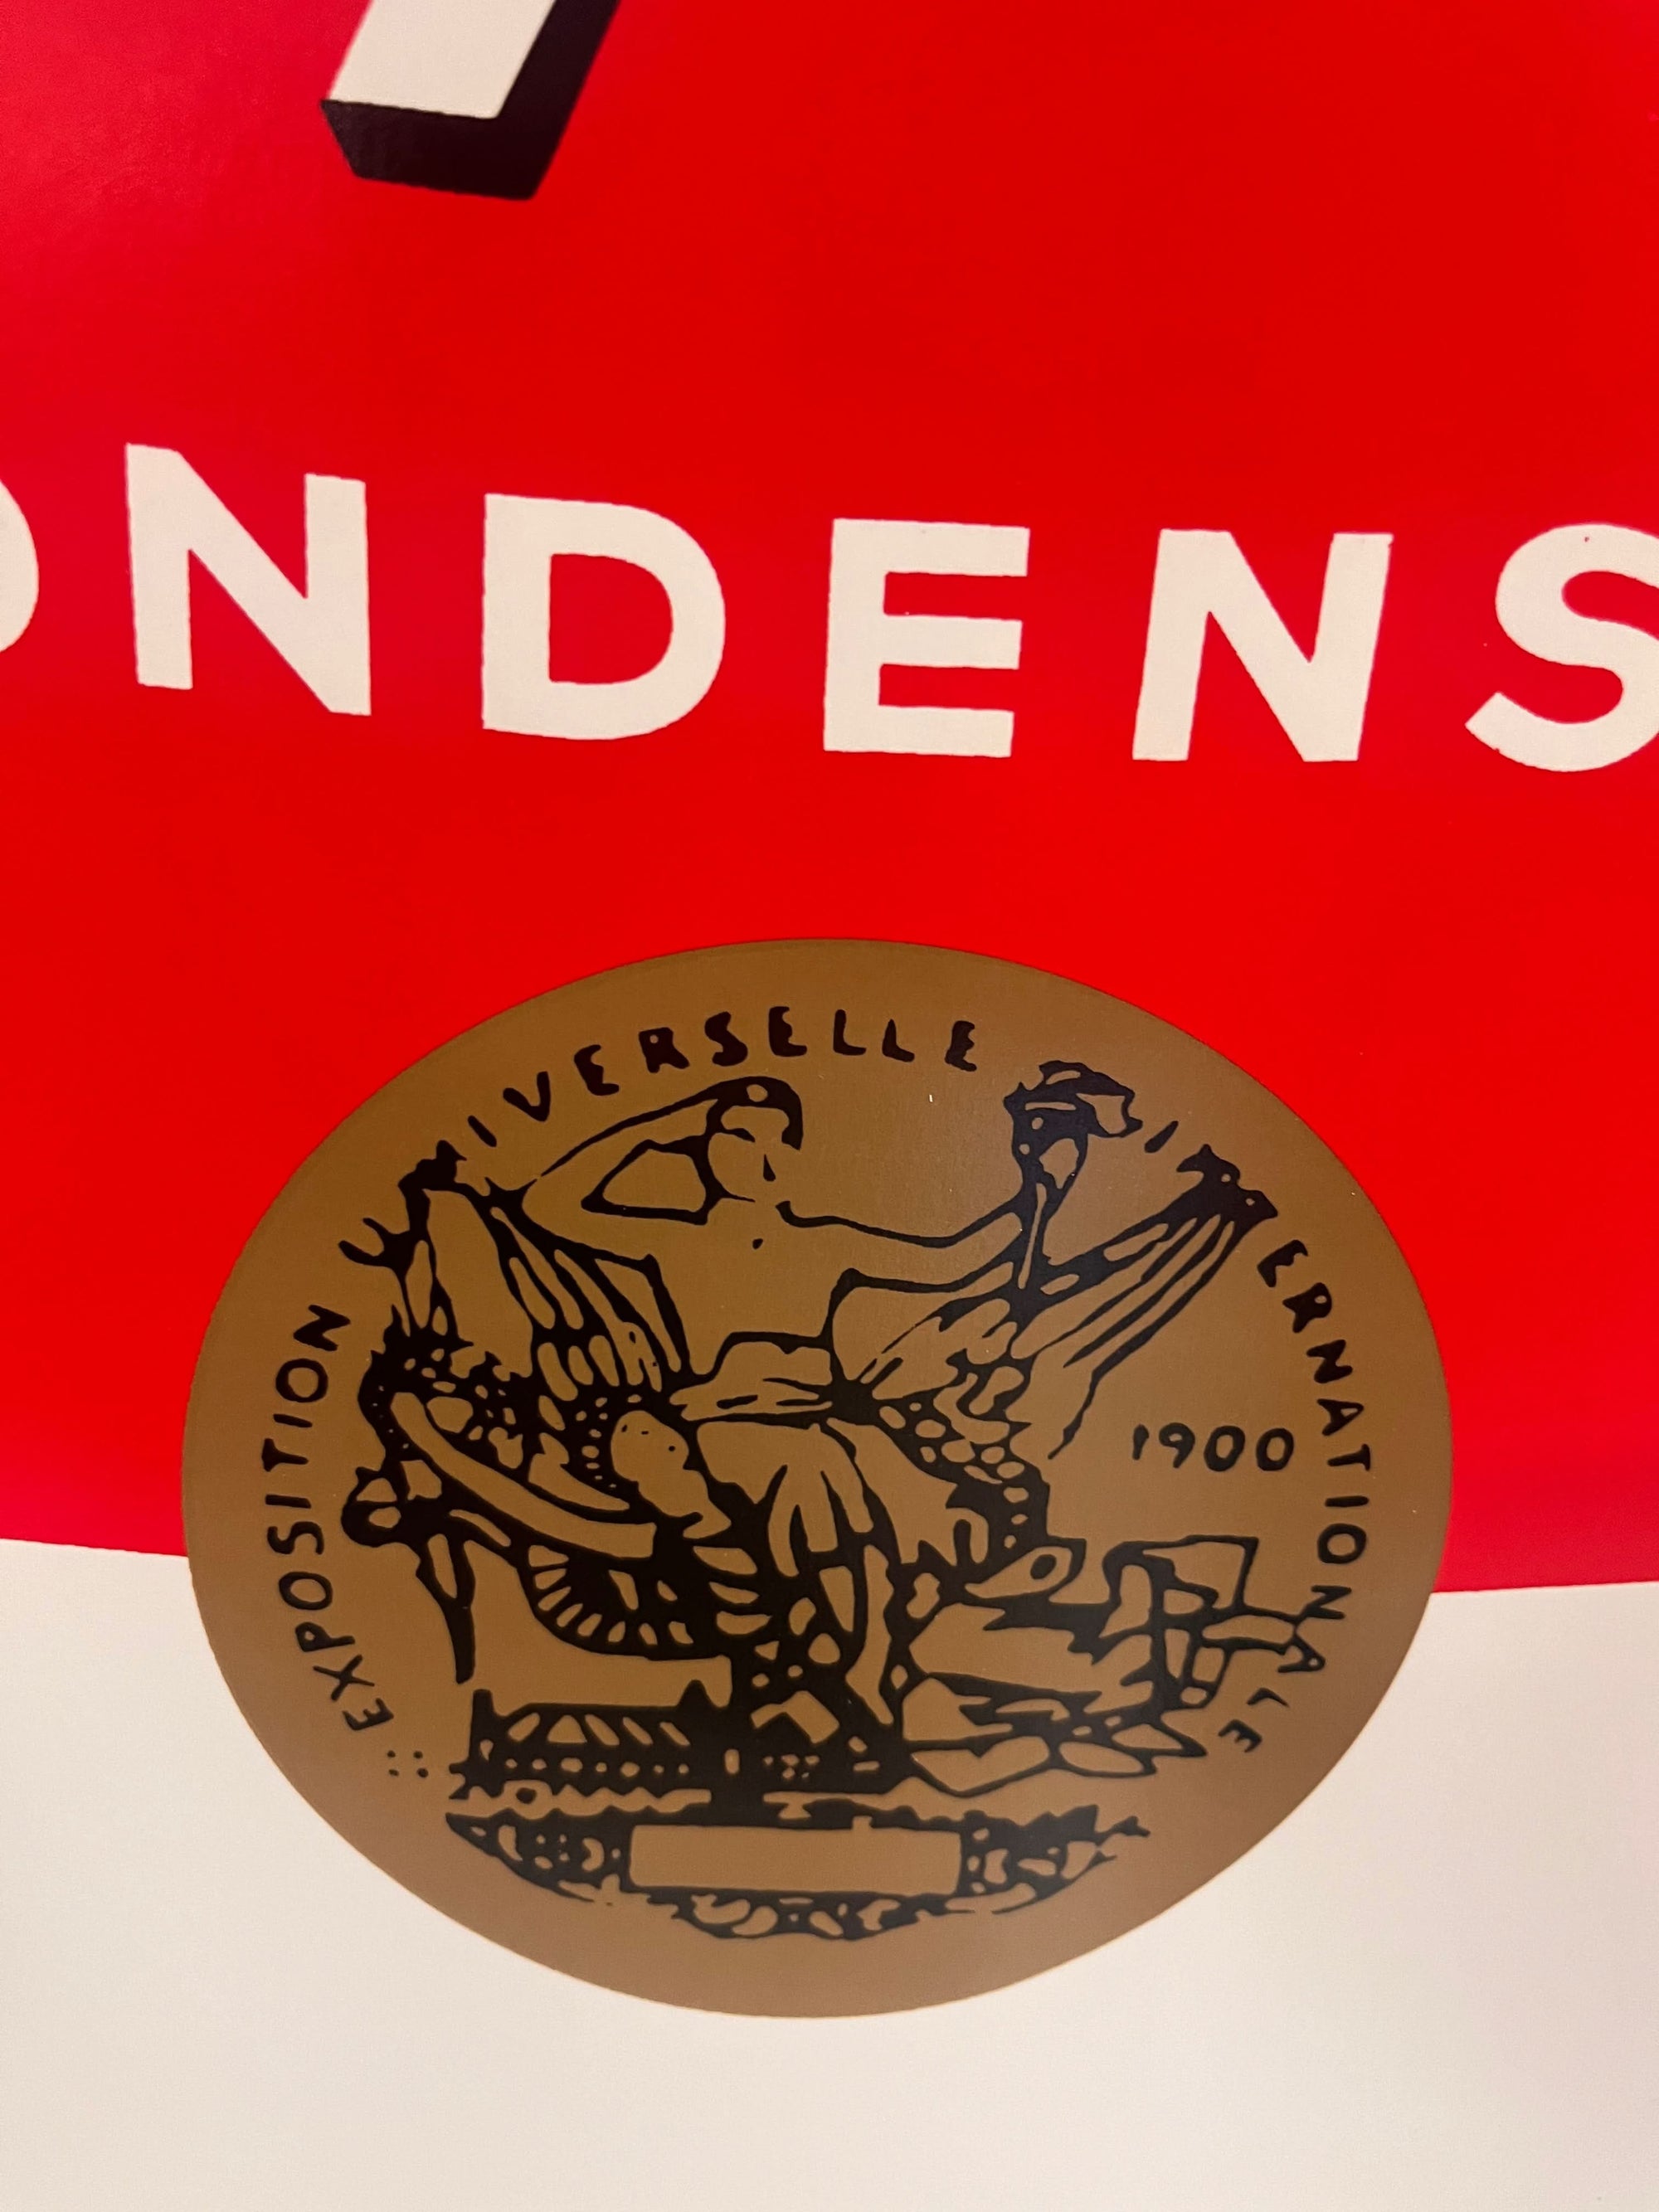 ONDENS
EXPOSITION UNIVERSELLE INTERNATIONALE
1900